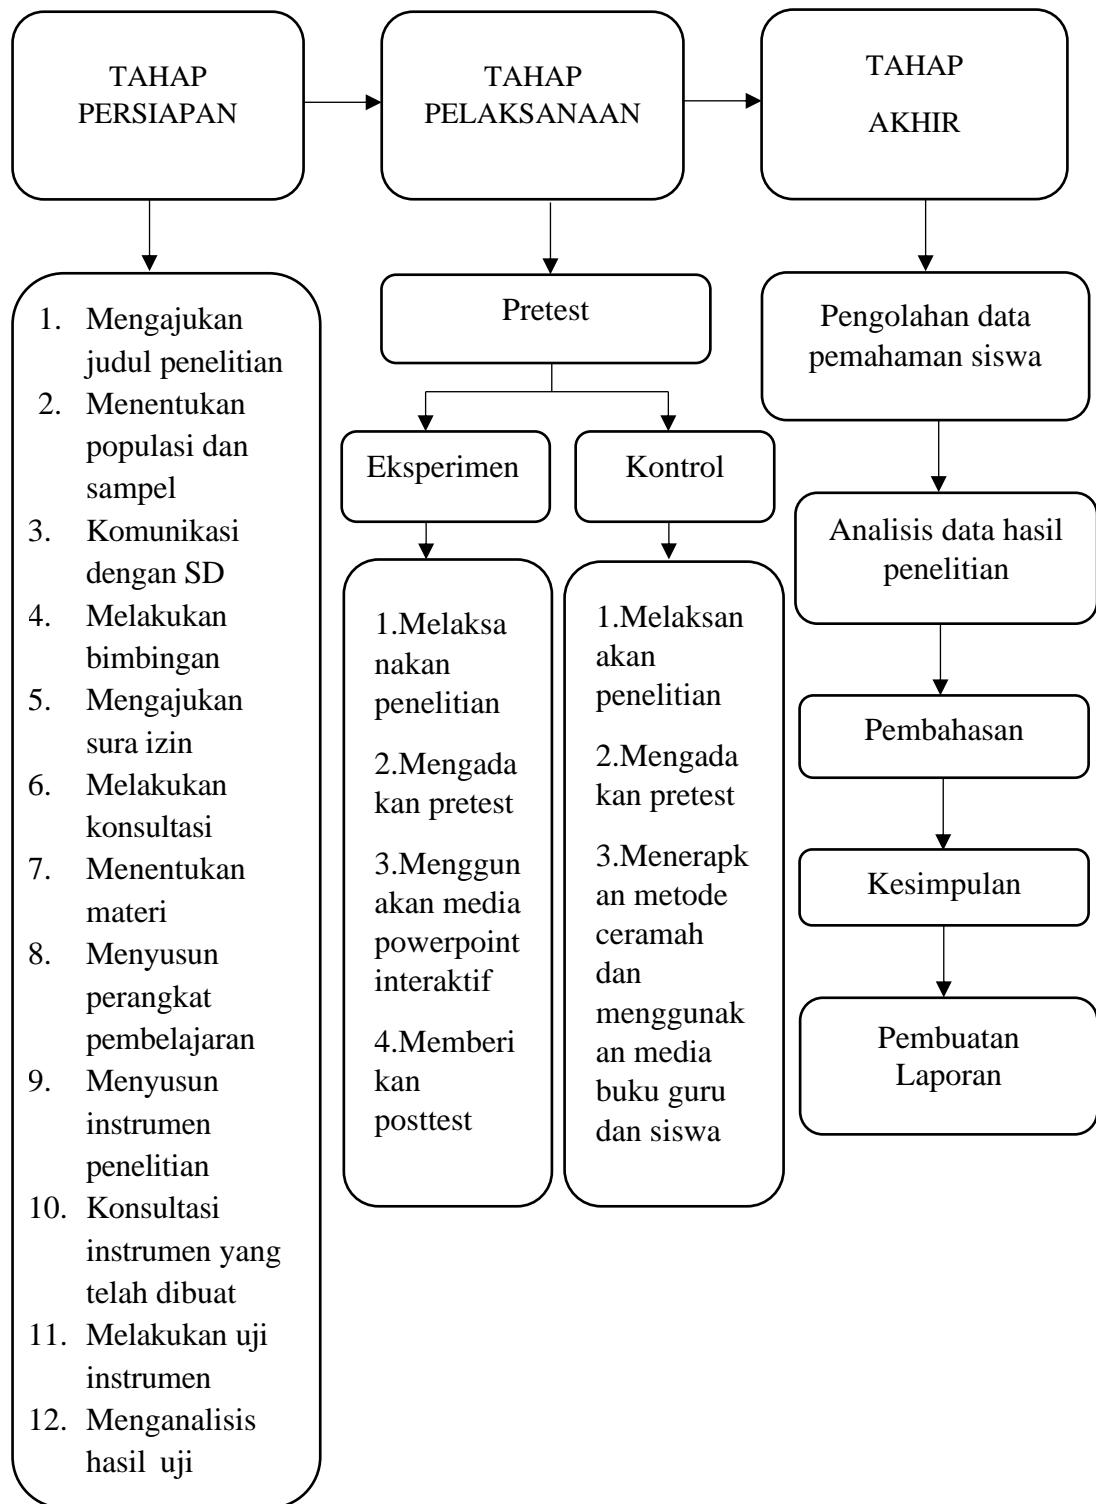 TAHAP
PERSIAPAN
TAHAP
PELAKSANAAN
TAHAP
AKHIR
1. Mengajukan
judul penelitian
2. Menentukan
populasi dan
sampel
3. Komunikasi
dengan SD
4. Melakukan
bimbingan
5. Mengajukan
sura izin
6. Melakukan
konsultasi
7. Menentukan
materi
8. Menyusun
perangkat
pembelajaran
9. Menyusun
instrumen
penelitian
10. Konsultasi
instrumen yang
telah dibuat
11. Melakukan uji
instrumen
12. Menganalisis
hasil uji
Pretest
Eksperimen
1.Melaksa
nakan
penelitian
2.Mengada
kan pretest
3.Menggun
akan media
powerpoint
interaktif
4.Memberi
kan
posttest
Kontrol
1.Melaksan
akan
penelitian
2.Mengada
kan pretest
3.Menerapk
an metode
ceramah
dan
menggunak
an media
buku guru
dan siswa
Pengolahan data
pemahaman siswa
Analisis data hasil
penelitian
Pembahasan
Kesimpulan
Pembuatan
Laporan